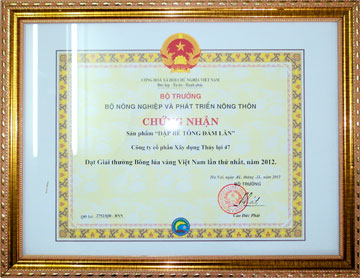 CỘNG HÒA XÃ HỘI CHỦ NGHĨA VIỆT NAM
Độc lập - Tự do - Hạnh phúc
BỘ TRƯỞNG
BỘ NÔNG NGHIỆP VÀ PHÁT TRIỂN NÔNG THÔN
CHỨNG NHẬN
Sản phẩm "ĐẬP BÊ TÔNG ĐẦM LĂN"
Công ty cổ phần Xây dựng Thủy lợi 47
Đạt Giải thưởng Bông lúa vàng Việt Nam lần thứ nhất, năm 2012.
Hà Nội, ngày
BỘ TRƯỞNG
Cao Đức Phát